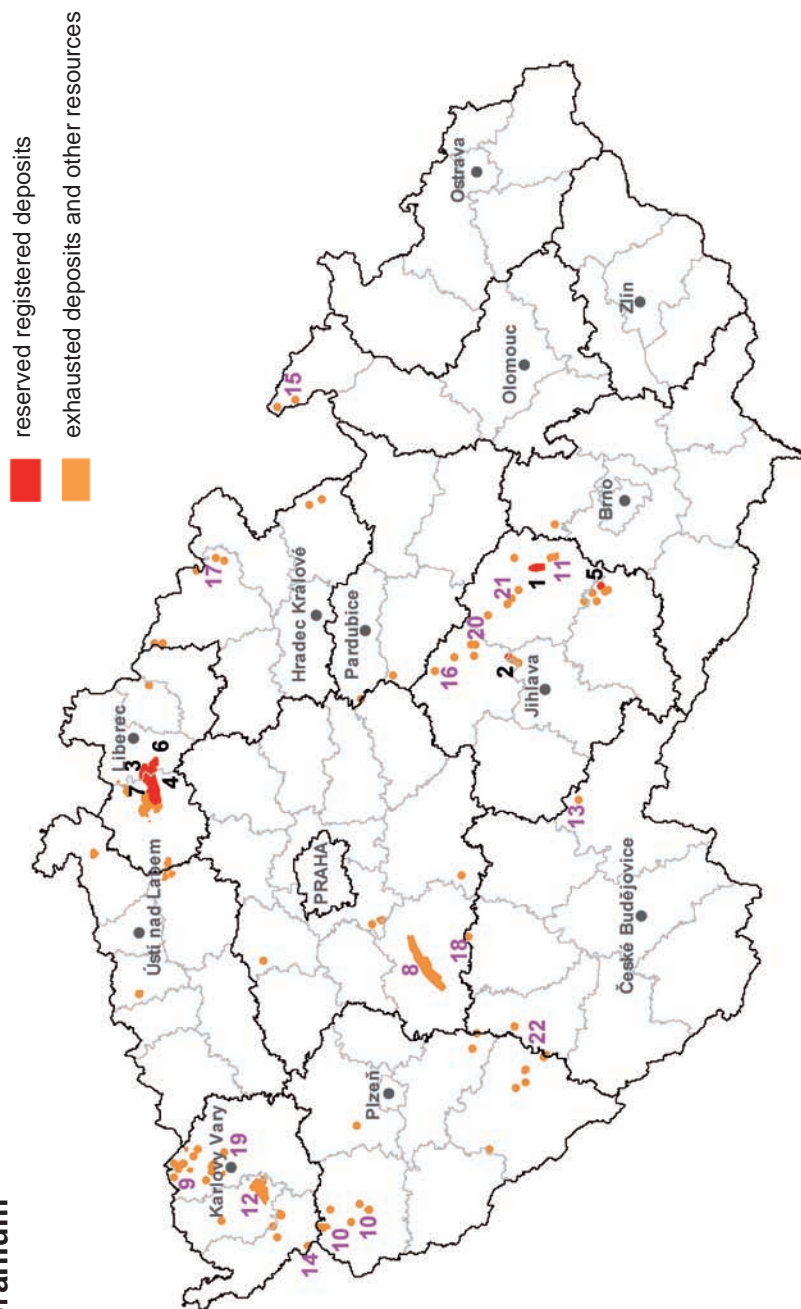 ranium
reserved registered deposits
exhausted deposits and other resources
Liberec
7
3
6
4
Ústí nad Labem
9
Karlovy Vary
19
12
17
15
14
10
10
Hradec Králové
PRAHA
Pardubice
Plzeň
8
18
16
20
21
Ostrava
Olomouc
2
1
11
Jihlava
22
13
5
Brno
Zlín
České Budějovice